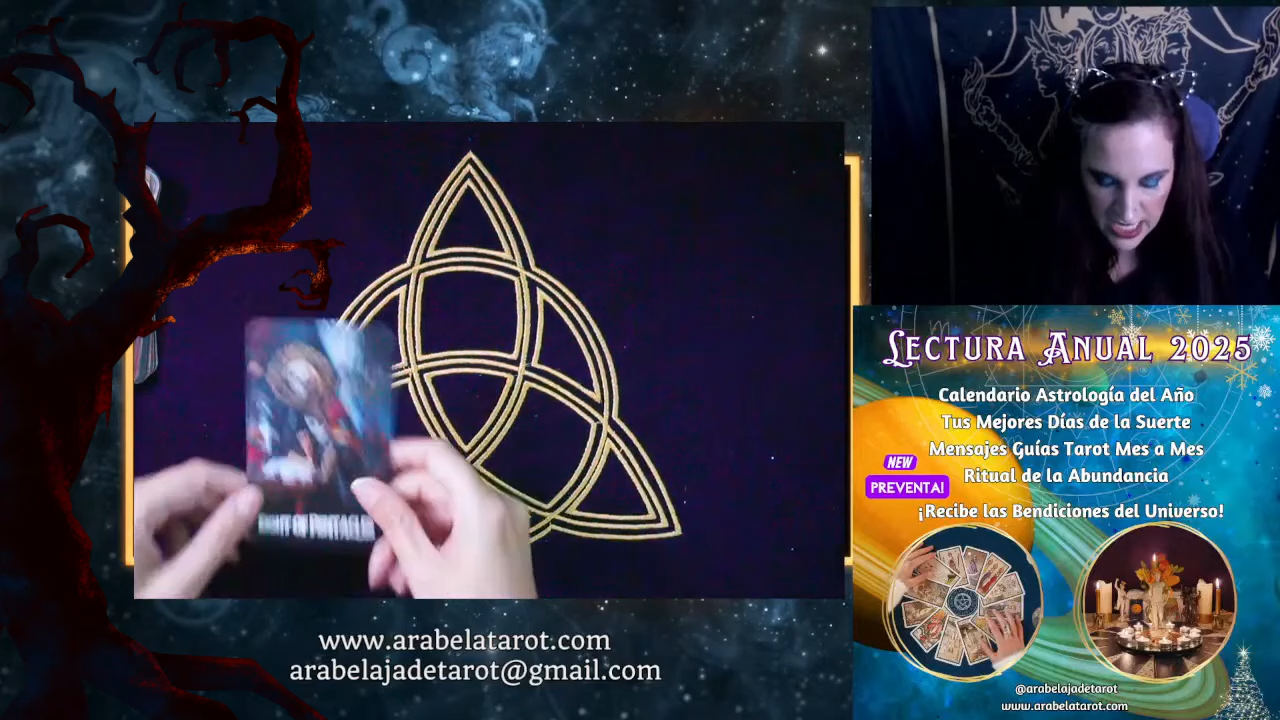 LECTURA ANUAL 2025
Calendario Astrología del Año
Tus Mejores Días de la Suerte
Mensajes Guías Tarot Mes a Mes
NEW
PREVENTA!
Ritual de la Abundancia
¡Recibe las Bendiciones del Universo!
of Pentacles
www.arabelatarot.com
arabelajadetarot@gmail.com
@arabelajadetarot
www.arabelatarot.com